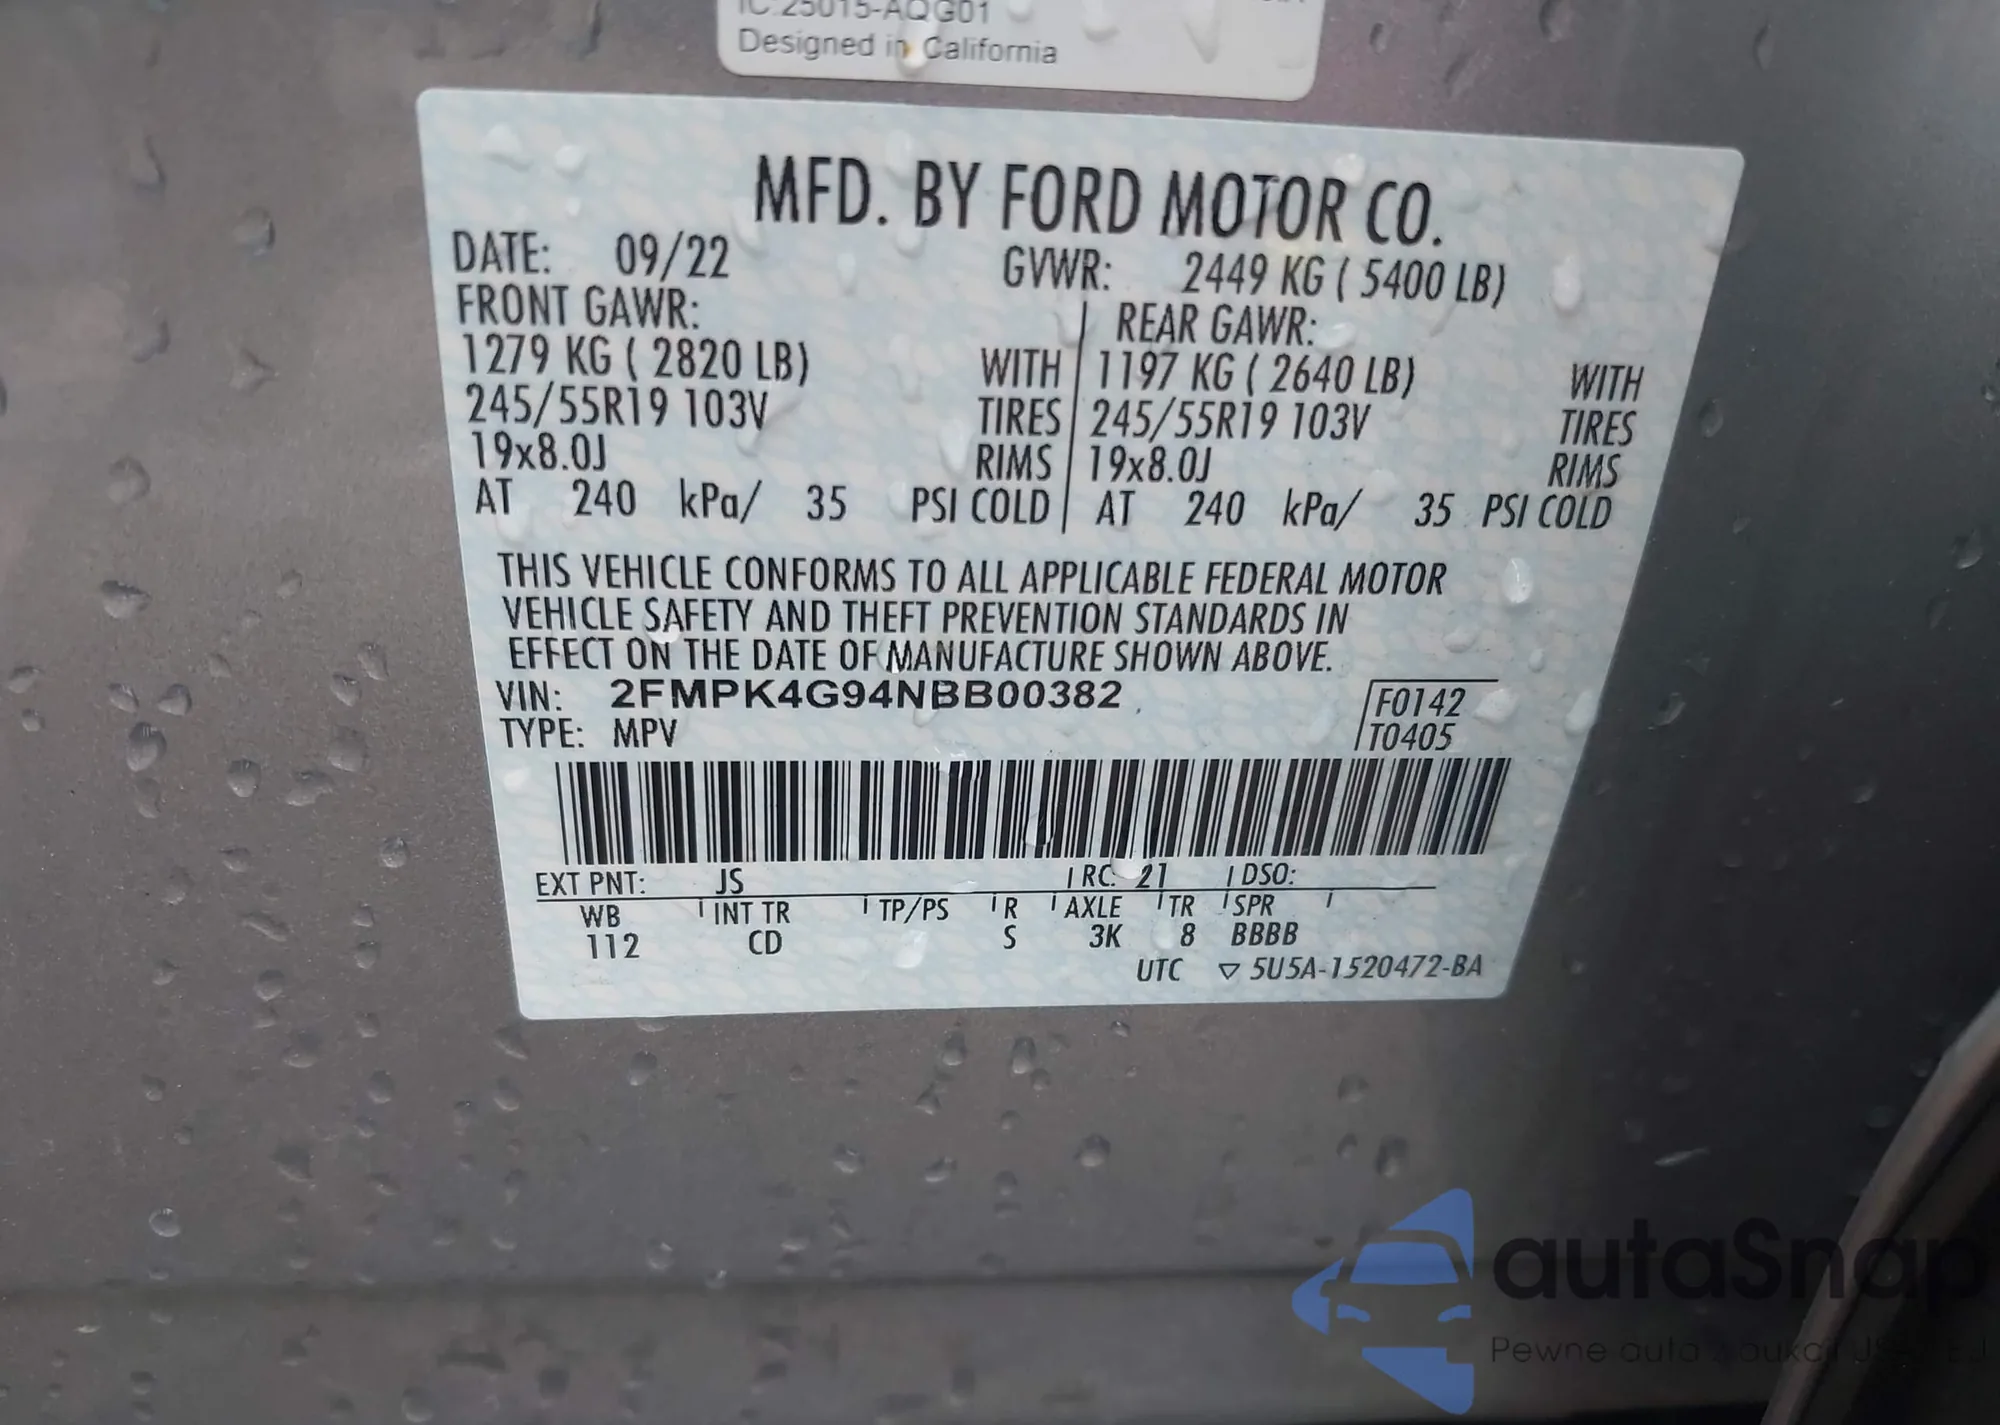 IC:25015-AQG01
Designed in California
MFD. BY FORD MOTOR CO.
DATE: 09/22 GVWR: 2449 KG ( 5400 LB)
FRONT GAWR: REAR GAWR:
1279 KG ( 2820 LB) WITH 1197 KG ( 2640 LB) WITH
245/55R19 103V TIRES 245/55R19 103V TIRES
19x8.0J RIMS 19x8.0J RIMS
AT 240 kPa/ 35 PSI COLD AT 240 kPa/ 35 PSI COLD
THIS VEHICLE CONFORMS TO ALL APPLICABLE FEDERAL MOTOR
VEHICLE SAFETY AND THEFT PREVENTION STANDARDS IN
EFFECT ON THE DATE OF MANUFACTURE SHOWN ABOVE.
VIN: 2FMPK4G94NBB00382 F0142
TYPE: MPV T0405
EXT PNT: JS RC: 21 DSO:
WB INT TR TP/PS R AXLE TR SPR
112 CD S 3K 8 BBBB
UTC ▽ 5U5A-1520472-BA
autaSnap
Pewne auto